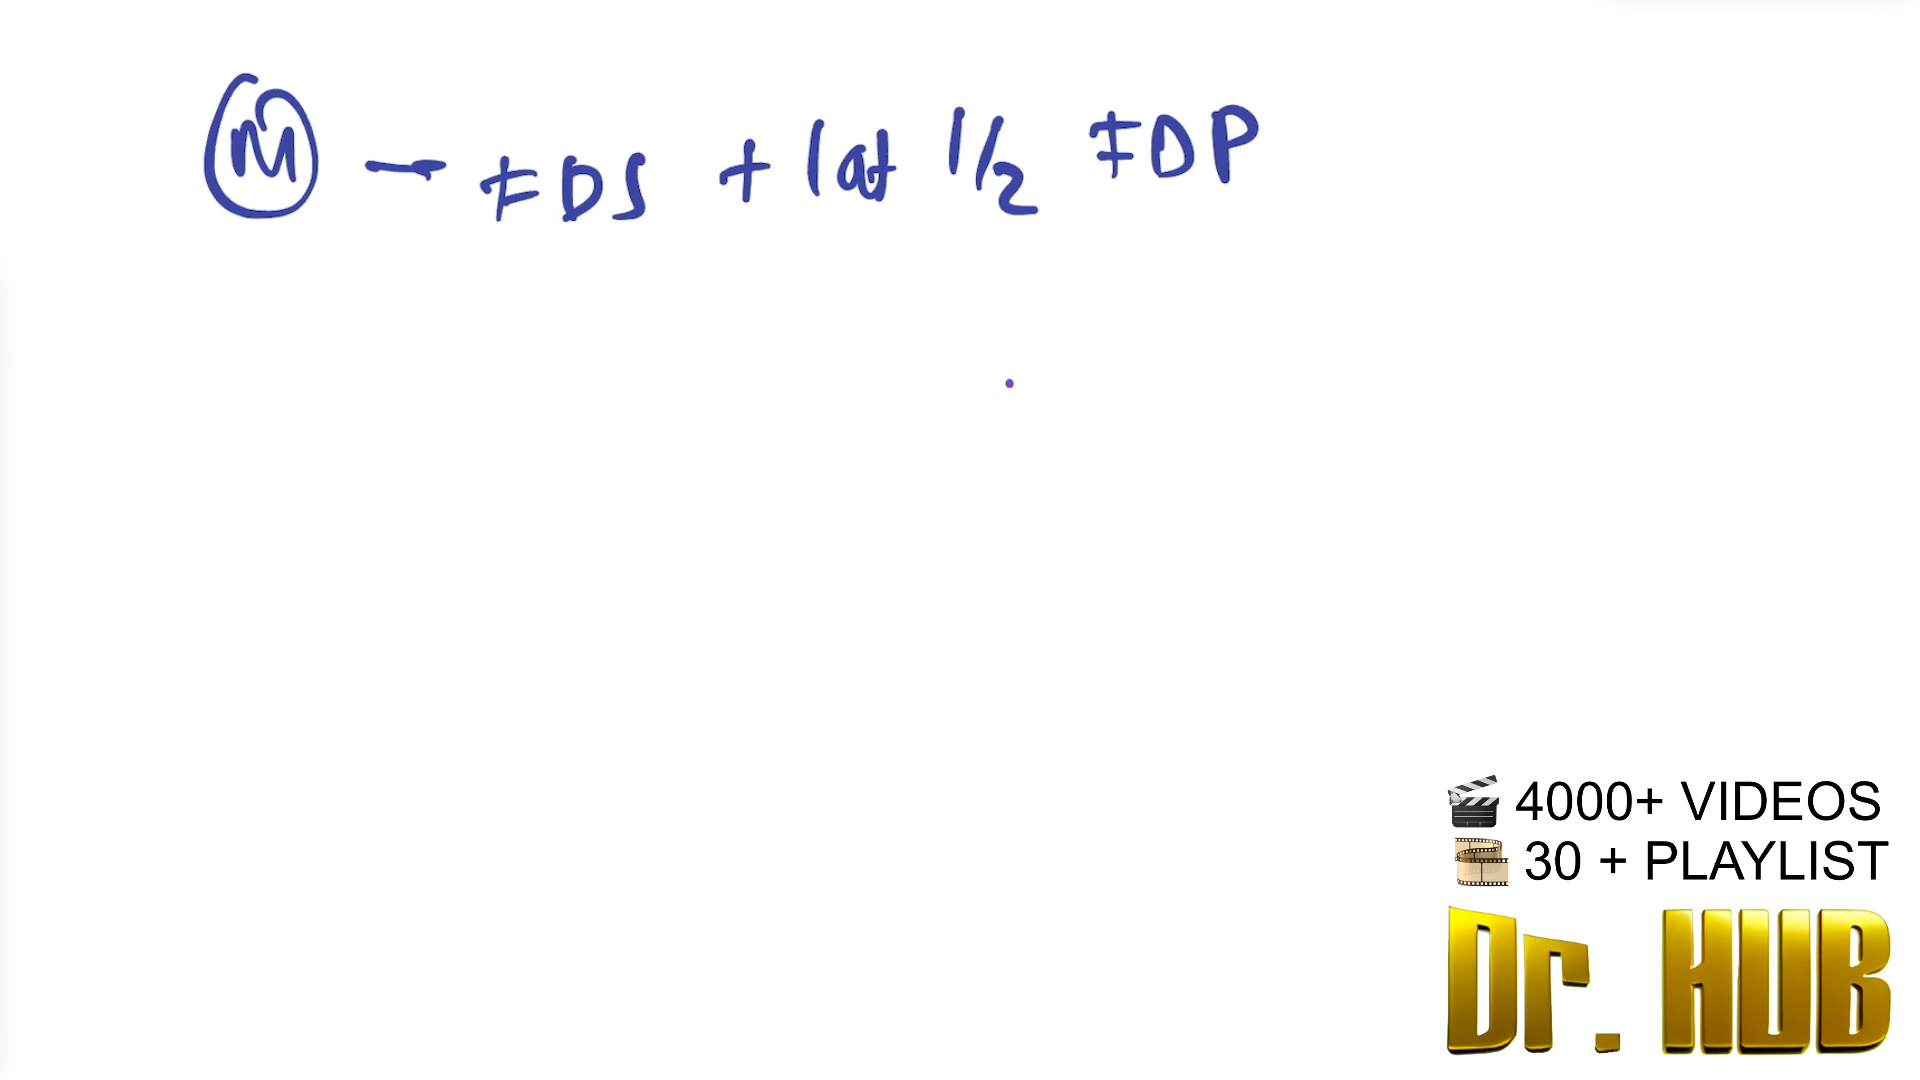 M - FDS + lat 1/2 FDP
4000+ VIDEOS
30 + PLAYLIST
Dr. HUB